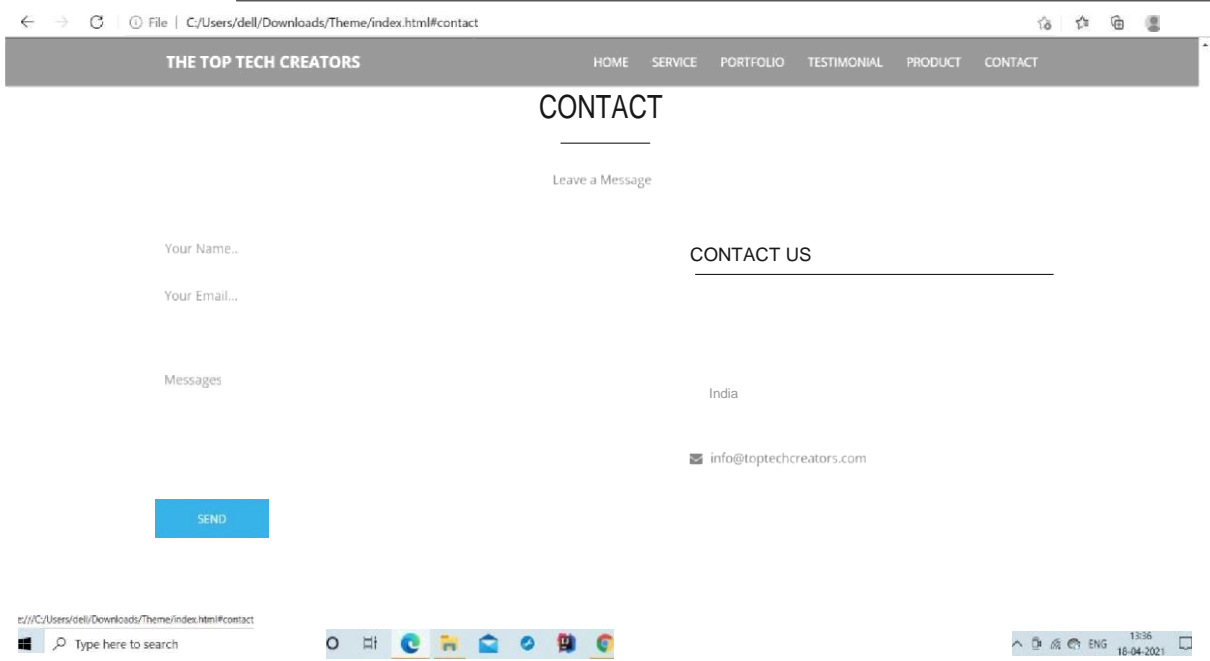 File | C:/Users/dell/Downloads/Theme/index.html#contact
THE TOP TECH CREATORS HOME SERVICE PORTFOLIO TESTIMONIAL PRODUCT CONTACT
CONTACT
Leave a Message
Your Name..
Your Email...
Messages
SEND
CONTACT US
India
info@toptechcreators.com
e:///C:/Users/dell/Downloads/Theme/index.html#contact
Type here to search
ENG
13:36
18-04-2021